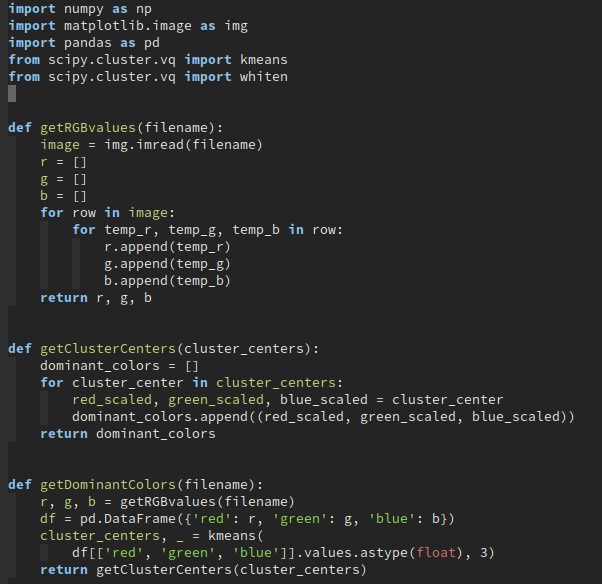 import numpy as np
import matplotlib.image as img
import pandas as pd
from scipy.cluster.vq import kmeans
from scipy.cluster.vq import whiten

def getRGBvalues(filename):
    image = img.imread(filename)
    r = []
    g = []
    b = []
    for row in image:
        for temp_r, temp_g, temp_b in row:
            r.append(temp_r)
            g.append(temp_g)
            b.append(temp_b)
    return r, g, b

def getClusterCenters(cluster_centers):
    dominant_colors = []
    for cluster_center in cluster_centers:
        red_scaled, green_scaled, blue_scaled = cluster_center
        dominant_colors.append((red_scaled, green_scaled, blue_scaled))
    return dominant_colors

def getDominantColors(filename):
    r, g, b = getRGBvalues(filename)
    df = pd.DataFrame({'red': r, 'green': g, 'blue': b})
    cluster_centers, _ = kmeans(
        df[['red', 'green', 'blue']].values.astype(float), 3)
    return getClusterCenters(cluster_centers)